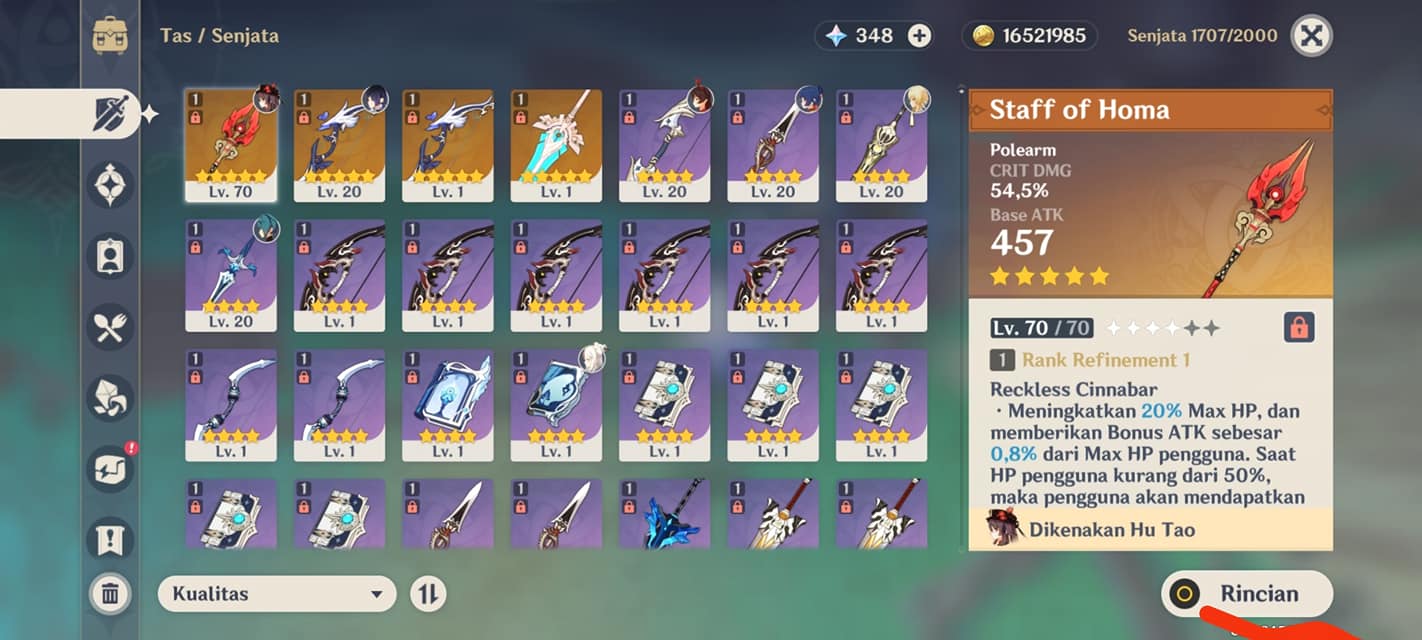 Tas / Senjata
348
16521985
Senjata 1707/2000
1
Lv. 70
1
Lv. 20
1
Lv. 1
1
Lv. 1
1
Lv. 20
1
Lv. 20
1
Lv. 20
1
Lv. 20
1
Lv. 1
1
Lv. 1
1
Lv. 1
1
Lv. 1
1
Lv. 1
1
Lv. 1
1
Lv. 1
1
Lv. 1
1
Lv. 1
1
Lv. 1
1
Lv. 1
1
Lv. 1
1
Lv. 1
1
1
1
1
1
1
1
Kualitas
Staff of Homa
Polearm
CRIT DMG
54,5%
Base ATK
457
Lv. 70 / 70
1 Rank Refinement 1
Reckless Cinnabar
· Meningkatkan 20% Max HP, dan
memberikan Bonus ATK sebesar
0,8% dari Max HP pengguna. Saat
HP pengguna kurang dari 50%,
maka pengguna akan mendapatkan
Dikenakan Hu Tao
Rincian